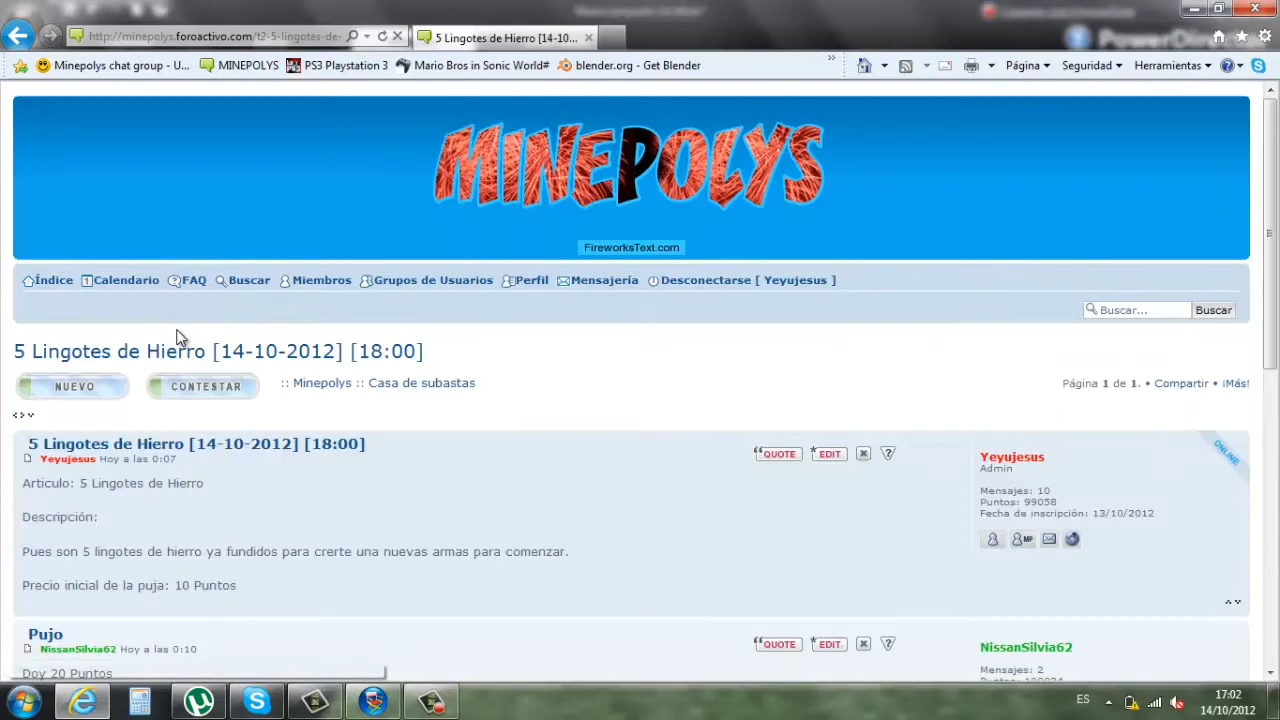 http://minepolys.foroactivo.com/t2-5-lingotes-de-
5 Lingotes de Hierro [14-10...
Minepolys chat group - U...
MINEPOLYS
PS3 Playstation 3
Mario Bros in Sonic World#
blender.org - Get Blender
»
Página
Seguridad
Herramientas
MINEPOLYS
FireworksText.com
Índice
Calendario
FAQ
Buscar
Miembros
Grupos de Usuarios
Perfil
Mensajería
Desconectarse [ Yeyujesus ]
Buscar...
Buscar
5 Lingotes de Hierro [14-10-2012] [18:00]
NUEVO
CONTESTAR
:: Minepolys :: Casa de subastas
Página 1 de 1. • Compartir • ¡Más!
5 Lingotes de Hierro [14-10-2012] [18:00]
Yeyujesus Hoy a las 0:07
QUOTE
EDIT
Articulo: 5 Lingotes de Hierro
Descripción:
Pues son 5 lingotes de hierro ya fundidos para crerte una nuevas armas para comenzar.
Precio inicial de la puja: 10 Puntos
ONLINE
Yeyujesus
Admin
Mensajes: 10
Puntos: 99058
Fecha de inscripción: 13/10/2012
MP
Pujo
NissanSilvia62 Hoy a las 0:10
QUOTE
EDIT
Doy 20 Puntos
NissanSilvia62
Mensajes: 2
ES
17:02
14/10/2012